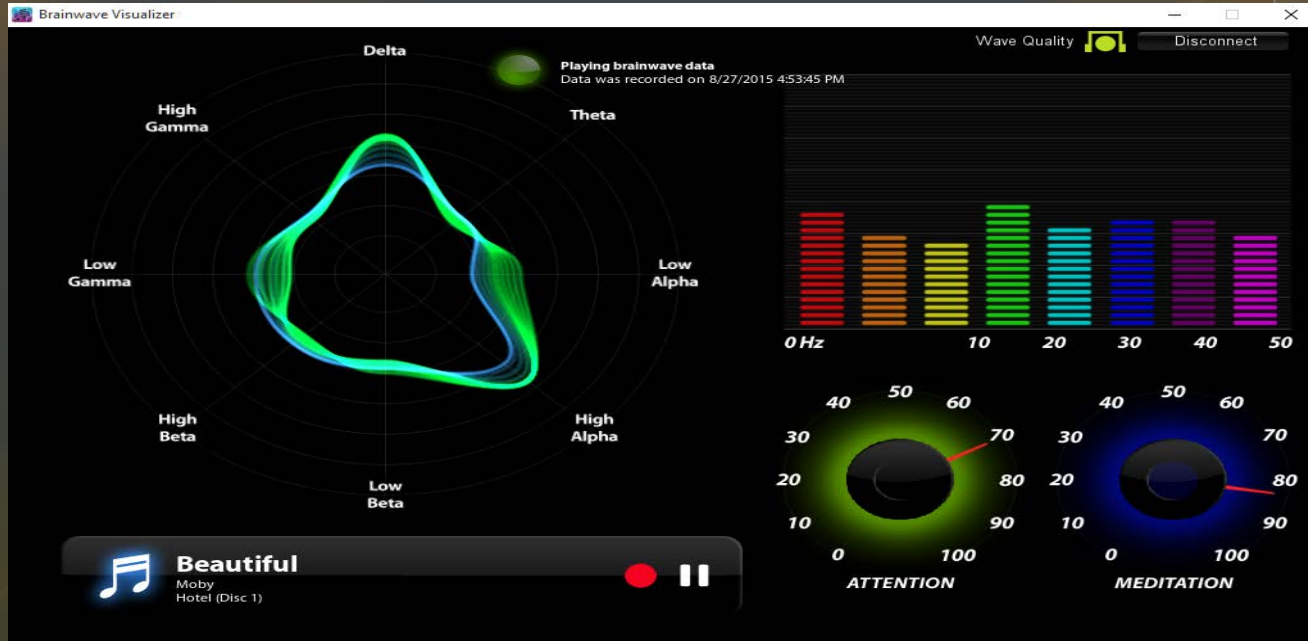 Brainwave Visualizer
Wave Quality
Disconnect
Playing brainwave data
Data was recorded on 8/27/2015 4:53:45 PM
Delta
Theta
Low
Alpha
High
Alpha
Low
Beta
High
Beta
Low
Gamma
High
Gamma
0 Hz 10 20 30 40 50
0 10 20 30 40 50 60 70 80 90 100
ATTENTION
0 10 20 30 40 50 60 70 80 90 100
MEDITATION
Beautiful
Moby
Hotel (Disc 1)